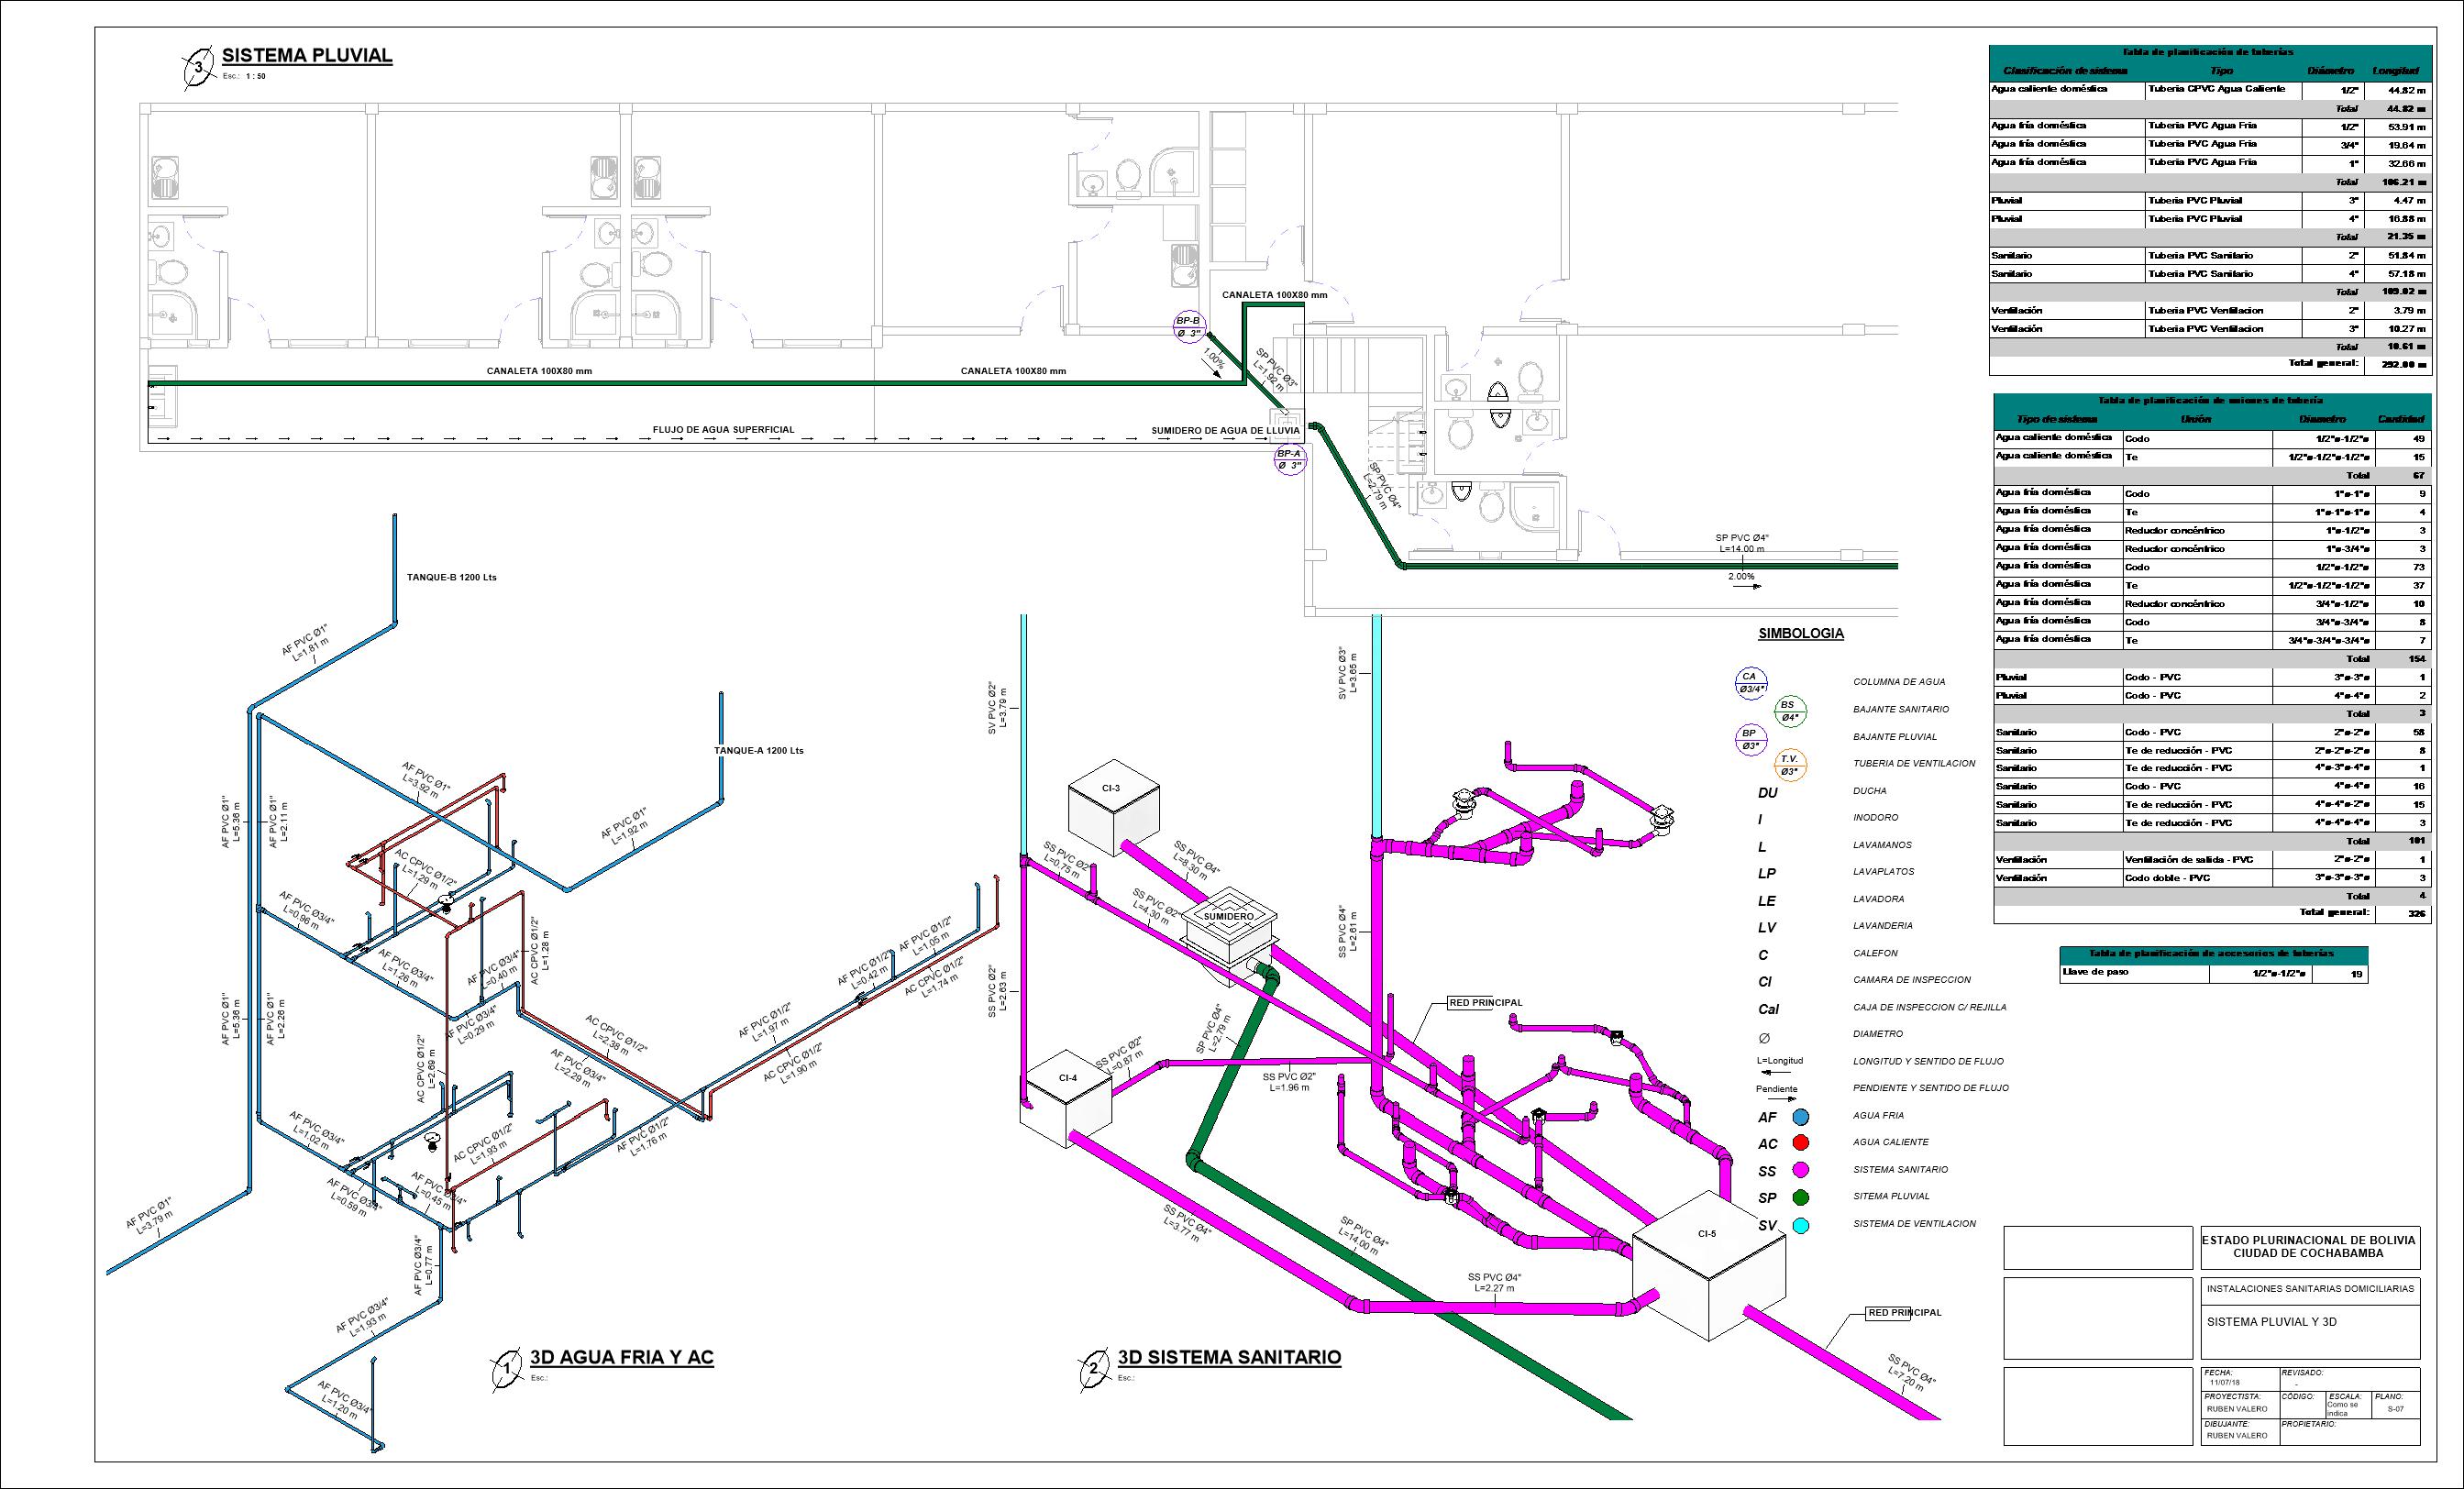 3 SISTEMA PLUVIAL
Esc.: 1 : 50
CANALETA 100X80 mm
BP-B
Ø 3"
1.00%
SP PVC Ø3"
L=1.92 m
CANALETA 100X80 mm
CANALETA 100X80 mm
FLUJO DE AGUA SUPERFICIAL
SUMIDERO DE AGUA DE LLUVIA
BP-A
Ø 3"
SP PVC Ø4"
L=2.79 m
SP PVC Ø4"
L=14.00 m
2.00%
TANQUE-B 1200 Lts
AF PVC Ø1"
L=1.81 m
TANQUE-A 1200 Lts
AF PVC Ø1"
L=3.92 m
AF PVC Ø1"
L=1.92 m
AF PVC Ø1"
L=5.36 m
AF PVC Ø1"
L=2.11 m
AC CPVC Ø1/2"
L=1.29 m
AF PVC Ø3/4"
L=0.96 m
AF PVC Ø3/4"
L=1.26 m
AF PVC Ø3/4"
L=0.40 m
AC CPVC Ø1/2"
L=1.28 m
AF PVC Ø3/4"
L=0.29 m
AF PVC Ø1"
L=5.36 m
AF PVC Ø1"
L=2.26 m
AC CPVC Ø1/2"
L=2.38 m
AF PVC Ø3/4"
L=2.29 m
AF PVC Ø1/2"
L=1.05 m
AF PVC Ø1/2"
L=0.42 m
AC CPVC Ø1/2"
L=1.74 m
AF PVC Ø1/2"
L=1.97 m
AC CPVC Ø1/2"
L=1.90 m
AC CPVC Ø1/2"
L=2.69 m
AF PVC Ø3/4"
L=1.02 m
AC CPVC Ø1/2"
L=1.93 m
AF PVC Ø1/2"
L=1.76 m
AF PVC Ø3/4"
L=0.59 m
AF PVC Ø3/4"
L=0.45 m
AF PVC Ø1"
L=3.79 m
AF PVC Ø3/4"
L=0.77 m
AF PVC Ø3/4"
L=1.93 m
AF PVC Ø3/4"
L=1.20 m
1 3D AGUA FRIA Y AC
Esc.:
SV PVC Ø2"
L=3.79 m
SV PVC Ø3"
L=3.65 m
CI-3
SS PVC Ø2"
L=0.75 m
SS PVC Ø4"
L=8.30 m
SS PVC Ø2"
L=4.30 m
SUMIDERO
SS PVC Ø4"
L=2.61 m
SS PVC Ø2"
L=2.63 m
RED PRINCIPAL
SP PVC Ø4"
L=2.79 m
SS PVC Ø2"
L=0.87 m
CI-4
SS PVC Ø2"
L=1.96 m
SS PVC Ø4"
L=3.77 m
SP PVC Ø4"
L=14.00 m
CI-5
SS PVC Ø4"
L=2.27 m
RED PRINCIPAL
SS PVC Ø4"
L=7.20 m
2 3D SISTEMA SANITARIO
Esc.:
SIMBOLOGIA
CA Ø3/4" COLUMNA DE AGUA
BS Ø4" BAJANTE SANITARIO
BP Ø3" BAJANTE PLUVIAL
T.V. Ø3" TUBERIA DE VENTILACION
DU DUCHA
I INODORO
L LAVAMANOS
LP LAVAPLATOS
LE LAVADORA
LV LAVANDERIA
C CALEFON
CI CAMARA DE INSPECCION
Cal CAJA DE INSPECCION C/ REJILLA
Ø DIAMETRO
L=Longitud LONGITUD Y SENTIDO DE FLUJO
Pendiente PENDIENTE Y SENTIDO DE FLUJO
AF AGUA FRIA
AC AGUA CALIENTE
SS SISTEMA SANITARIO
SP SITEMA PLUVIAL
SV SISTEMA DE VENTILACION
Tabla de planificación de tuberías
Clasificación de sistema Tipo Diámetro Longitud
Agua caliente doméstica Tuberia CPVC Agua Caliente 1/2" 44.82 m
Total 44.82 m
Agua fría doméstica Tuberia PVC Agua Fria 1/2" 53.91 m
Agua fría doméstica Tuberia PVC Agua Fria 3/4" 19.64 m
Agua fría doméstica Tuberia PVC Agua Fria 1" 32.66 m
Total 106.21 m
Pluvial Tuberia PVC Pluvial 3" 4.47 m
Pluvial Tuberia PVC Pluvial 4" 16.88 m
Total 21.35 m
Sanitario Tuberia PVC Sanitario 2" 51.84 m
Sanitario Tuberia PVC Sanitario 4" 57.18 m
Total 109.02 m
Ventilación Tuberia PVC Ventilacion 2" 3.79 m
Ventilación Tuberia PVC Ventilacion 3" 10.27 m
Total 10.61 m
Total general: 292.00 m
Tabla de planificación de uniones de tubería
Tipo de sistema Unión Diámetro Cantidad
Agua caliente doméstica Codo 1/2"ø-1/2"ø 49
Agua caliente doméstica Te 1/2"ø-1/2"ø-1/2"ø 15
Total 67
Agua fría doméstica Codo 1"ø-1"ø 9
Agua fría doméstica Te 1"ø-1"ø-1"ø 4
Agua fría doméstica Reductor concéntrico 1"ø-1/2"ø 3
Agua fría doméstica Reductor concéntrico 1"ø-3/4"ø 3
Agua fría doméstica Codo 1/2"ø-1/2"ø 73
Agua fría doméstica Te 1/2"ø-1/2"ø-1/2"ø 37
Agua fría doméstica Reductor concéntrico 3/4"ø-1/2"ø 10
Agua fría doméstica Codo 3/4"ø-3/4"ø 8
Agua fría doméstica Te 3/4"ø-3/4"ø-3/4"ø 7
Total 154
Pluvial Codo - PVC 3"ø-3"ø 1
Pluvial Codo - PVC 4"ø-4"ø 2
Total 3
Sanitario Codo - PVC 2"ø-2"ø 58
Sanitario Te de reducción - PVC 2"ø-2"ø-2"ø 8
Sanitario Te de reducción - PVC 4"ø-3"ø-4"ø 1
Sanitario Codo - PVC 4"ø-4"ø 16
Sanitario Te de reducción - PVC 4"ø-4"ø-2"ø 15
Sanitario Te de reducción - PVC 4"ø-4"ø-4"ø 3
Total 101
Ventilación Ventilación de salida - PVC 2"ø-2"ø 1
Ventilación Codo doble - PVC 3"ø-3"ø-3"ø 3
Total 4
Total general: 326
Tabla de planificación de accesorios de tuberías
Llave de paso 1/2"ø-1/2"ø 19
ESTADO PLURINACIONAL DE BOLIVIA
CIUDAD DE COCHABAMBA
INSTALACIONES SANITARIAS DOMICILIARIAS
SISTEMA PLUVIAL Y 3D
FECHA: REVISADO:
11/07/18 -
PROYECTISTA: CÓDIGO: ESCALA: PLANO:
RUBEN VALERO Como se indica S-07
DIBUJANTE: PROPIETARIO:
RUBEN VALERO